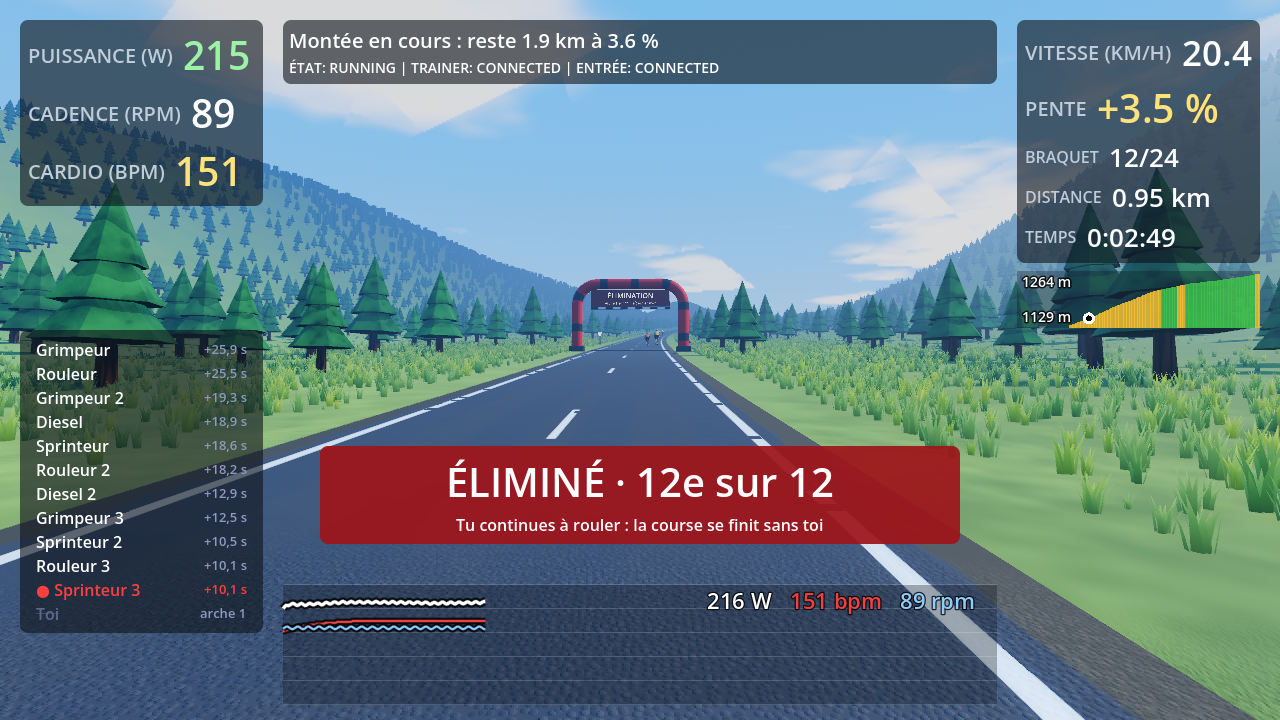 PUISSANCE (W) 215
CADENCE (RPM) 89
CARDIO (BPM) 151
Montée en cours : reste 1.9 km à 3.6 %
ÉTAT: RUNNING | TRAINER: CONNECTED | ENTRÉE: CONNECTED
VITESSE (KM/H) 20.4
PENTE +3.5 %
BRAQUET 12/24
DISTANCE 0.95 km
TEMPS 0:02:49
1264 m
1129 m
ÉLIMINATION
Grimpeur +25,9 s
Rouleur +25,5 s
Grimpeur 2 +19,3 s
Diesel +18,9 s
Sprinteur +18,6 s
Rouleur 2 +18,2 s
Diesel 2 +12,9 s
Grimpeur 3 +12,5 s
Sprinteur 2 +10,5 s
Rouleur 3 +10,1 s
Sprinteur 3 +10,1 s
Toi arche 1
ÉLIMINÉ · 12e sur 12
Tu continues à rouler : la course se finit sans toi
216 W 151 bpm 89 rpm